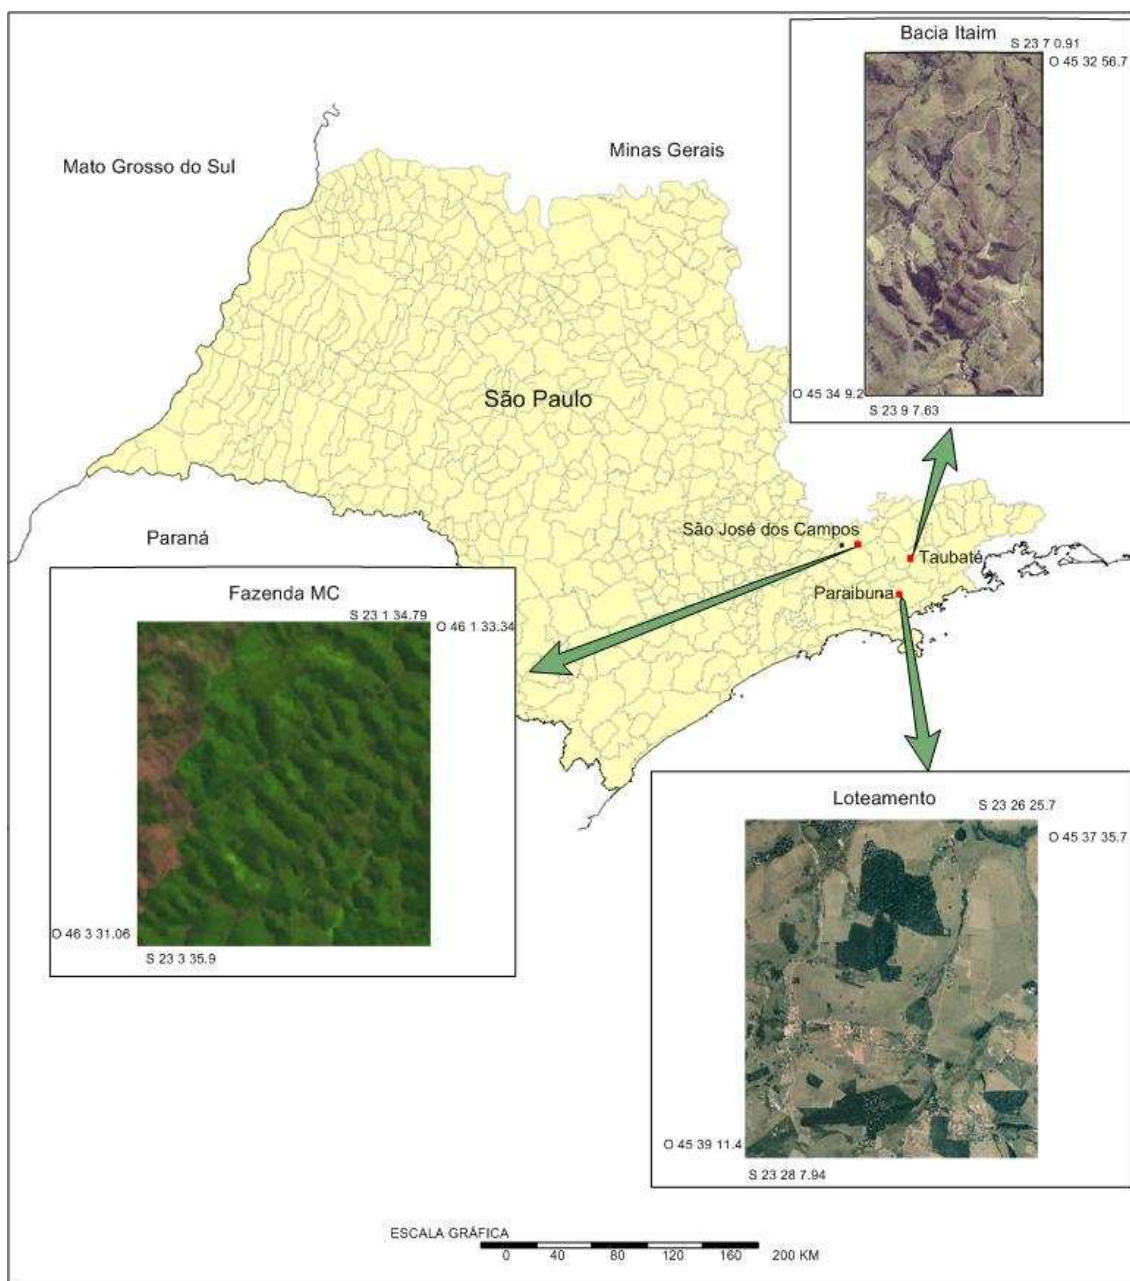 Bacia Itaim
S 23 7 0.91
O 45 32 56.7
Minas Gerais
Mato Grosso do Sul
São Paulo
O 45 34 9.2
S 23 9 7.63
São José dos Campos
Paraná
Taubaté
Paraibuna
Fazenda MC
S 23 1 34.79
O 46 1 33.34
O 46 3 31.06
S 23 3 35.9
Loteamento
S 23 26 25.7
O 45 37 35.7
O 45 39 11.4
S 23 28 7.94
ESCALA GRÁFICA
0 40 80 120 160 200 KM